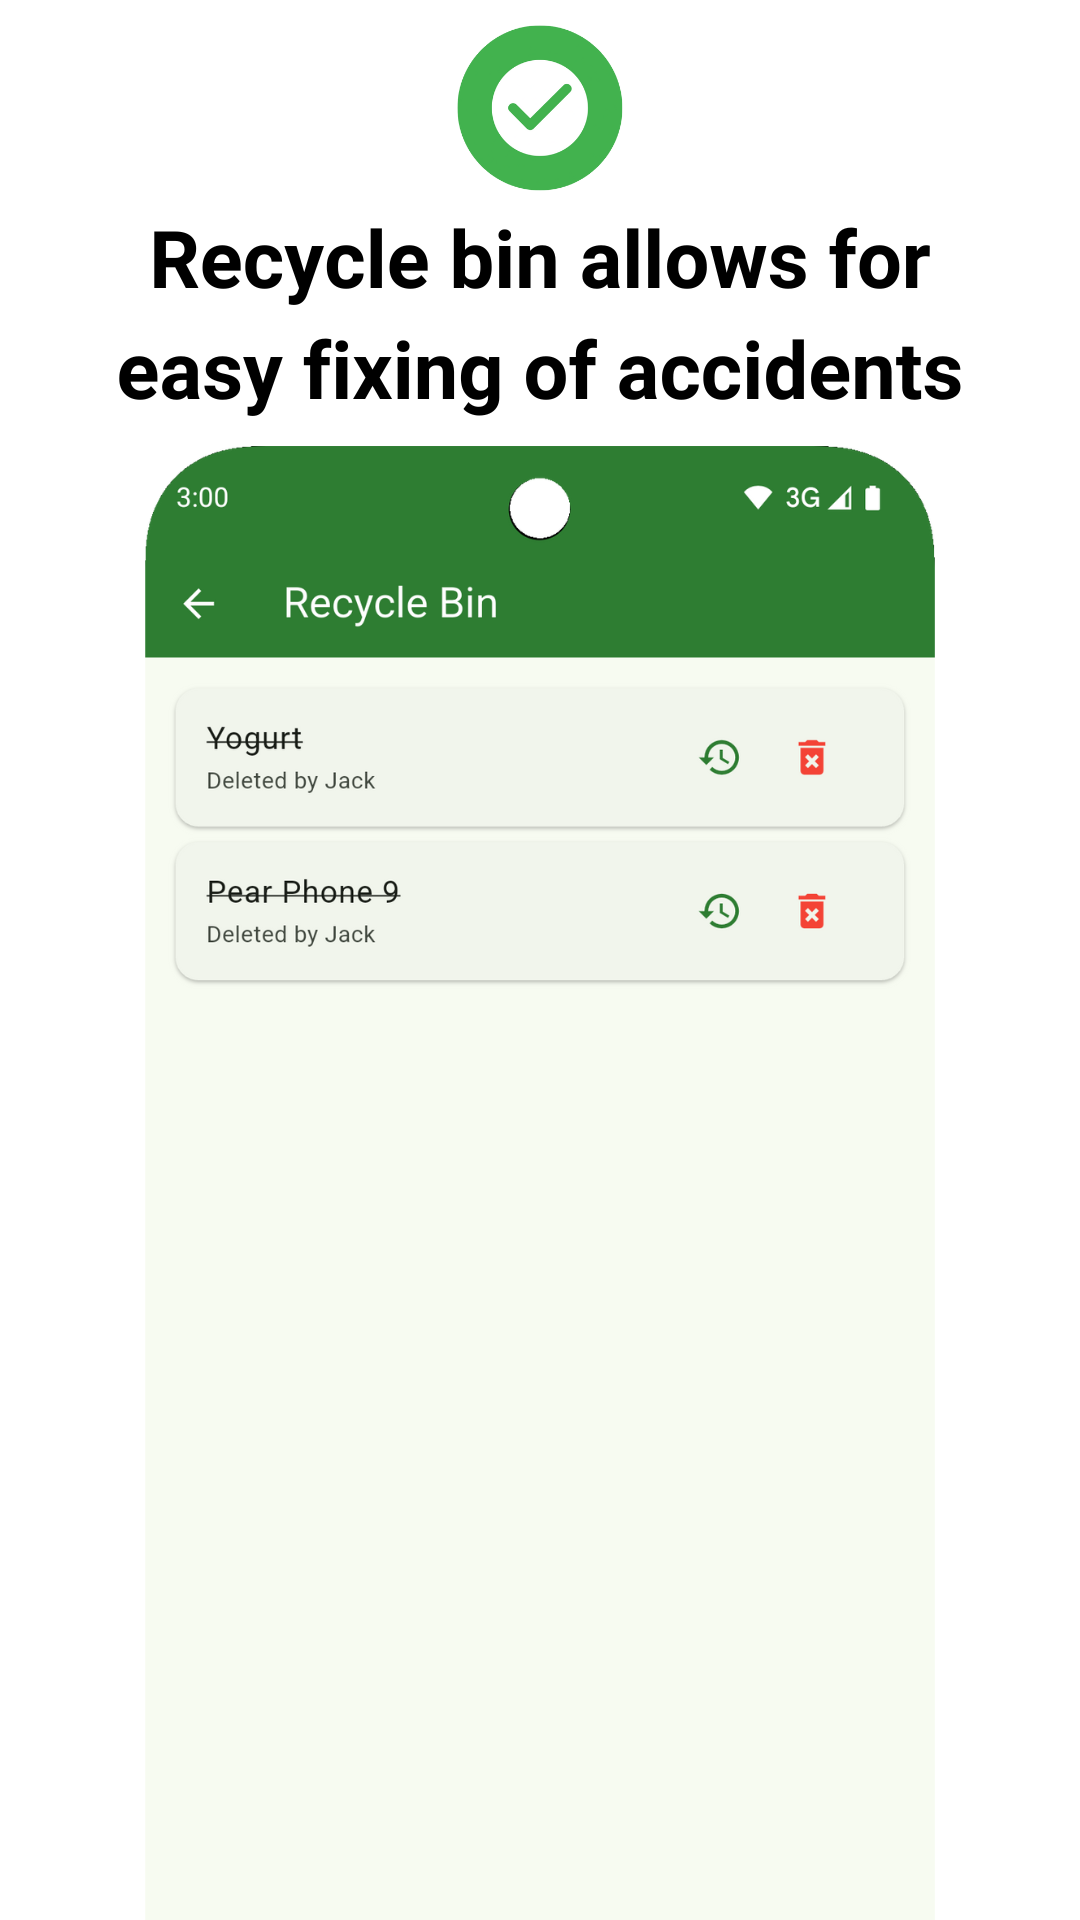 Recycle bin allows for
easy fixing of accidents
3:00
3G
Recycle Bin
Yogurt
Deleted by Jack
Pear Phone 9
Deleted by Jack